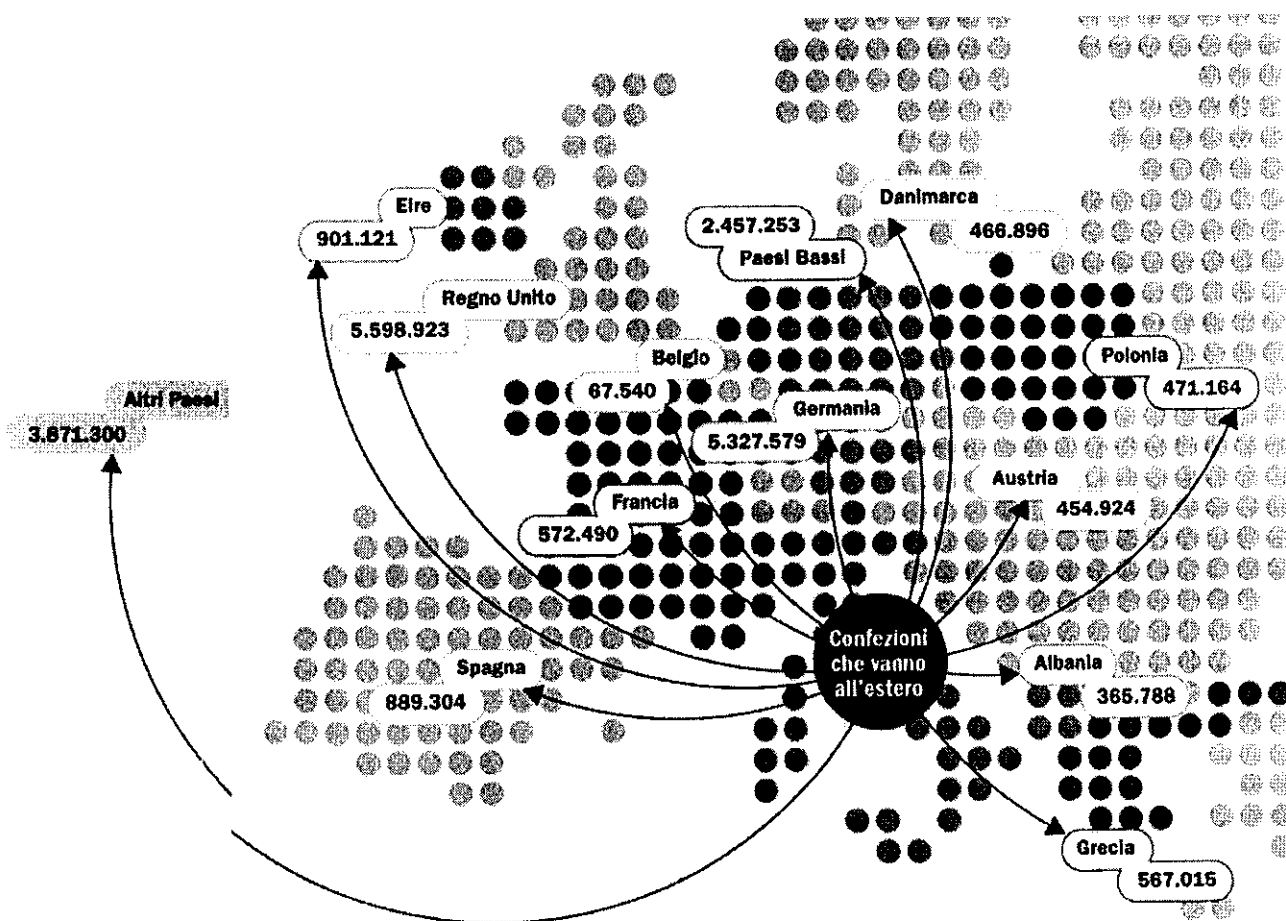 Danimarca
466.896
2.457.253
Paesi Bassi
Eire
901.121
Regno Unito
5.598.923
Belgio
67.540
Polonia
471.164
Altri Paesi
3.871.300
Germania
5.327.579
Francia
572.490
Austria
454.924
Confezioni
che vanno
all'estero
Spagna
889.304
Albania
365.788
Grecia
567.015